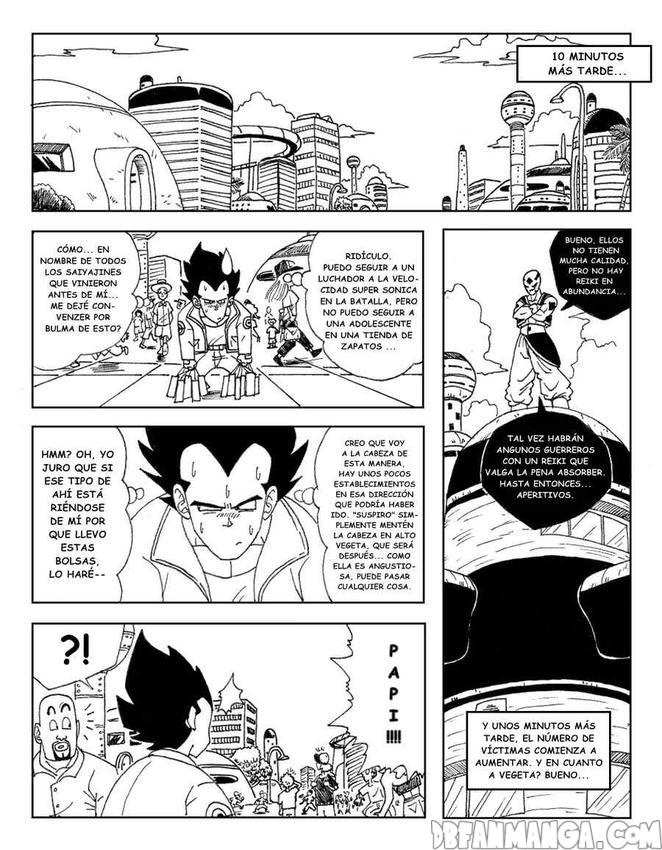 10 MINUTOS
MÁS TARDE...
CÓMO... EN
NOMBRE DE TODOS
LOS SAIYAJINES
QUE VINIERON
ANTES DE MÍ...
ME DEJÉ CON-
VENZER POR
BULMA DE ESTO?
RIDÍCULO.
PUEDO SEGUIR A UN
LUCHADOR A LA VELO-
CIDAD SUPER SONICA
EN LA BATALLA, PERO
NO PUEDO SEGUIR
A UNA ADOLESCENTE
EN UNA TIENDA DE
ZAPATOS ...
HMM? OH, YO
JURO QUE SI
ESE TIPO DE
AHÍ ESTÁ
RIÉNDOSE
DE MÍ POR
QUE LLEVO
ESTAS
BOLSAS,
LO HARÉ--
CREO QUE VOY
A LA CABEZA DE
ESTA MANERA,
HAY UNOS POCOS
ESTABLECIMIENTOS
EN ESA DIRECCIÓN
QUE PODRÍA HABER
IDO. "SUSPIRO" SIM-
PLEMENTE MENTÉN
LA CABEZA EN ALTO
VEGETA, QUE SERÁ
DESPUÉS... COMO
ELLA ES ANGUSTIO-
SA, PUEDE PASAR
CUALQUIER COSA.
?!
PAPI!!!!
BUENO, ELLOS
NO TIENEN
MUCHA CALIDAD,
PERO NO HAY
REIKI EN
ABUNDANCIA...
TAL VEZ HABRÁN
ANGUNOS GUERREROS
CON UN REIKI QUE
VALGA LA PENA ABSORBER.
HASTA ENTONCES...
APERITIVOS.
Y UNOS MINUTOS MÁS
TARDE, EL NÚMERO DE
VÍCTIMAS COMIENZA A
AUMENTAR. Y EN CUANTO
A VEGETA? BUENO...
DBFANMANGA.COM